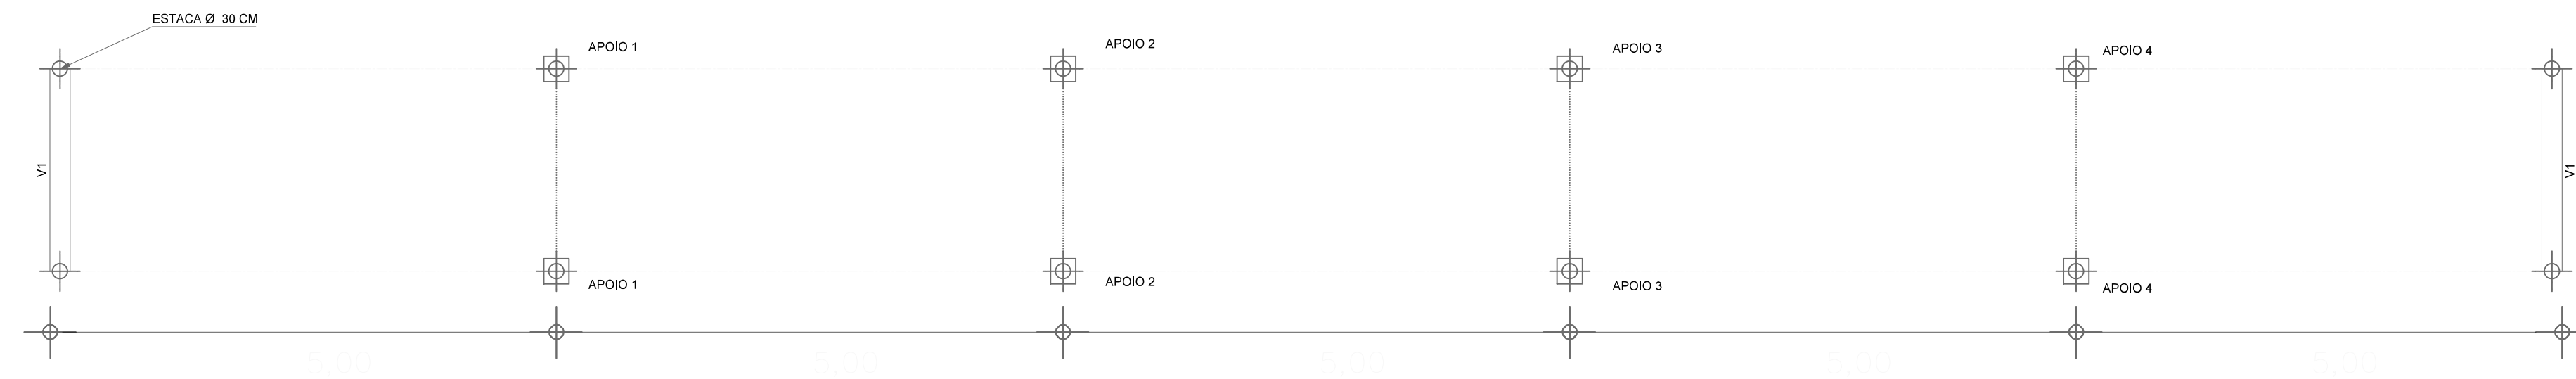 ESTACA Ø 30 CM
APOIO 1
APOIO 2
APOIO 3
APOIO 4
V1
V1
APOIO 1
APOIO 2
APOIO 3
APOIO 4
5,00
5,00
5,00
5,00
5,00